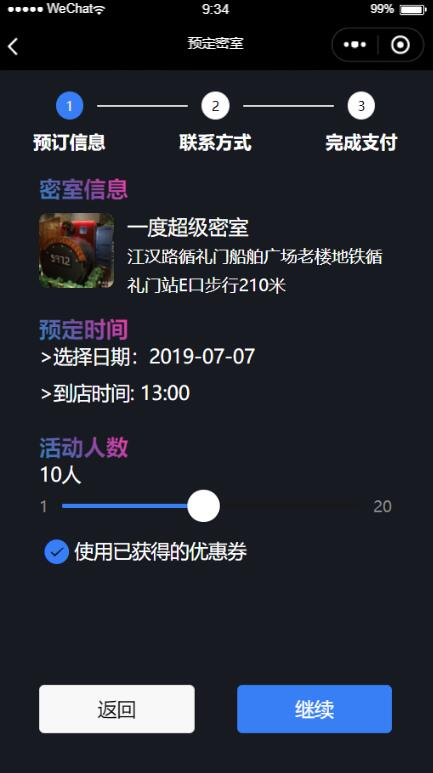 WeChat
9:34
99%
预定密室
1
2
3
预订信息
联系方式
完成支付
密室信息
一度超级密室
江汉路循礼门船舶广场老楼地铁循
礼门站E口步行210米
预定时间
>选择日期：2019-07-07
>到店时间: 13:00
活动人数
10人
1
20
使用已获得的优惠券
返回
继续